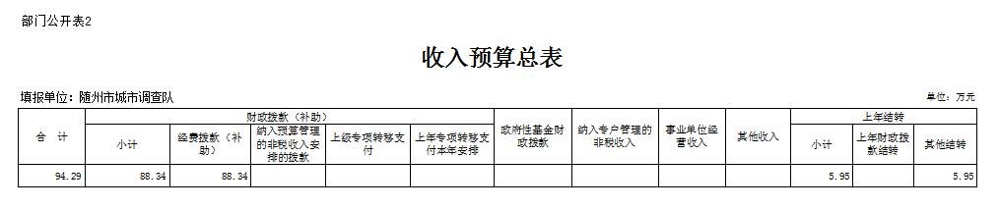 部门公开表2
收入预算总表
填报单位：随州市城市调查队
单位：万元
合 计
财政拨款（补助）
小计
经费拨款（补
助）
纳入预算管理
的非税收入安
排的拨款
上级专项转移支
付
上年专项转移支
付本年安排
政府性基金财
政拨款
纳入专户管理的
非税收入
事业单位经
营收入
其他收入
上年结转
小计
上年财政拨
款结转
其他结转
94.29 88.34 88.34 5.95 5.95